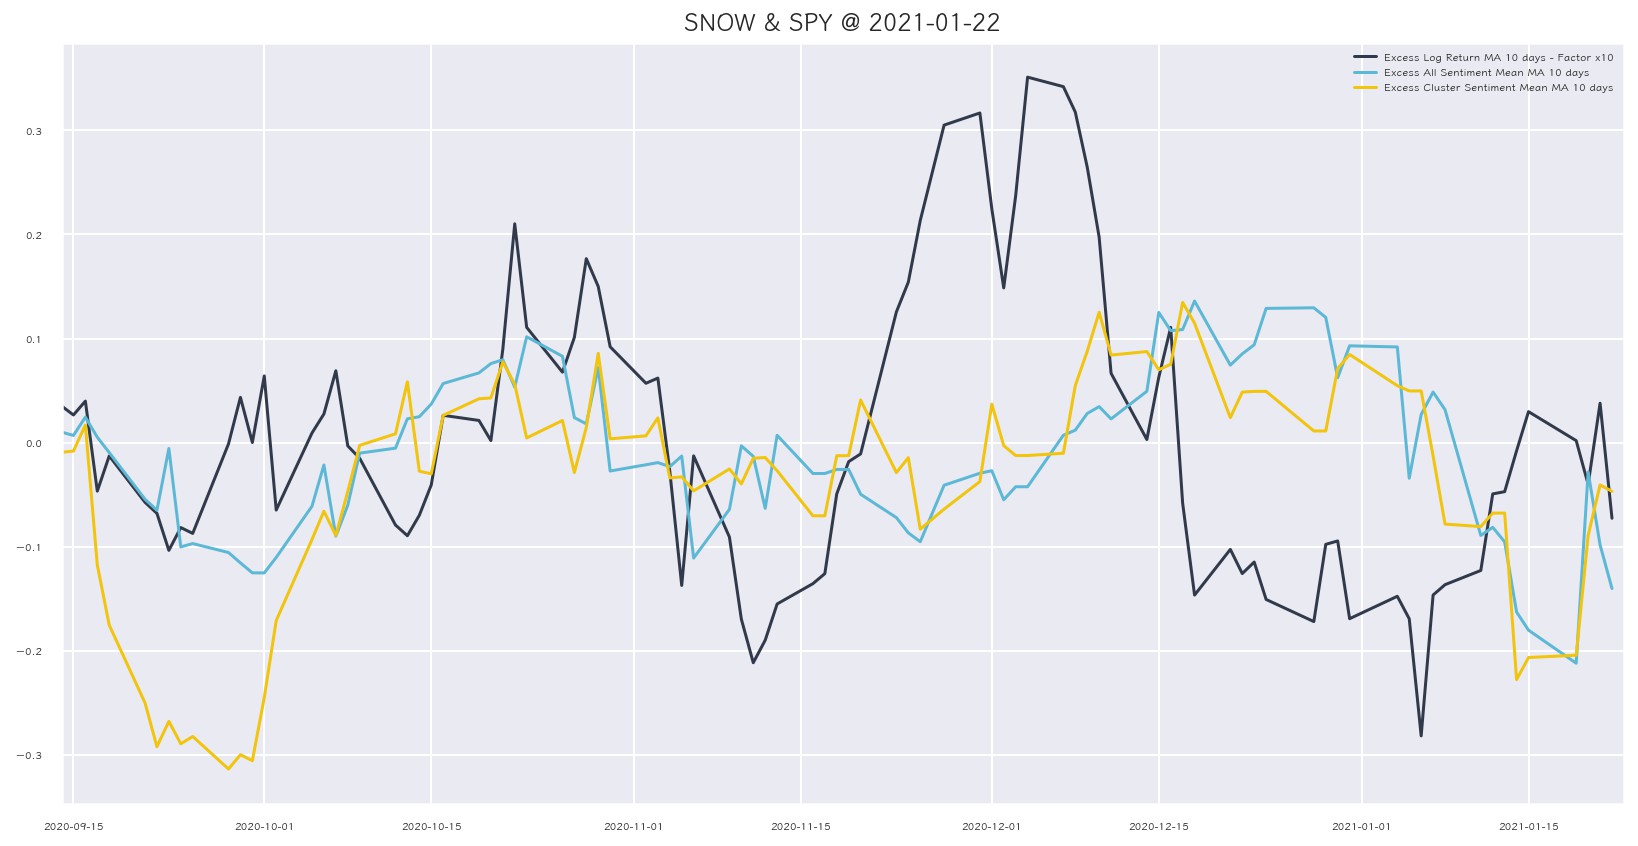 SNOW & SPY @ 2021-01-22
Excess Log Return MA 10 days - Factor x10
Excess All Sentiment Mean MA 10 days
Excess Cluster Sentiment Mean MA 10 days
0.3
0.2
0.1
0.0
−0.1
−0.2
−0.3
2020-09-15 2020-10-01 2020-10-15 2020-11-01 2020-11-15 2020-12-01 2020-12-15 2021-01-01 2021-01-15